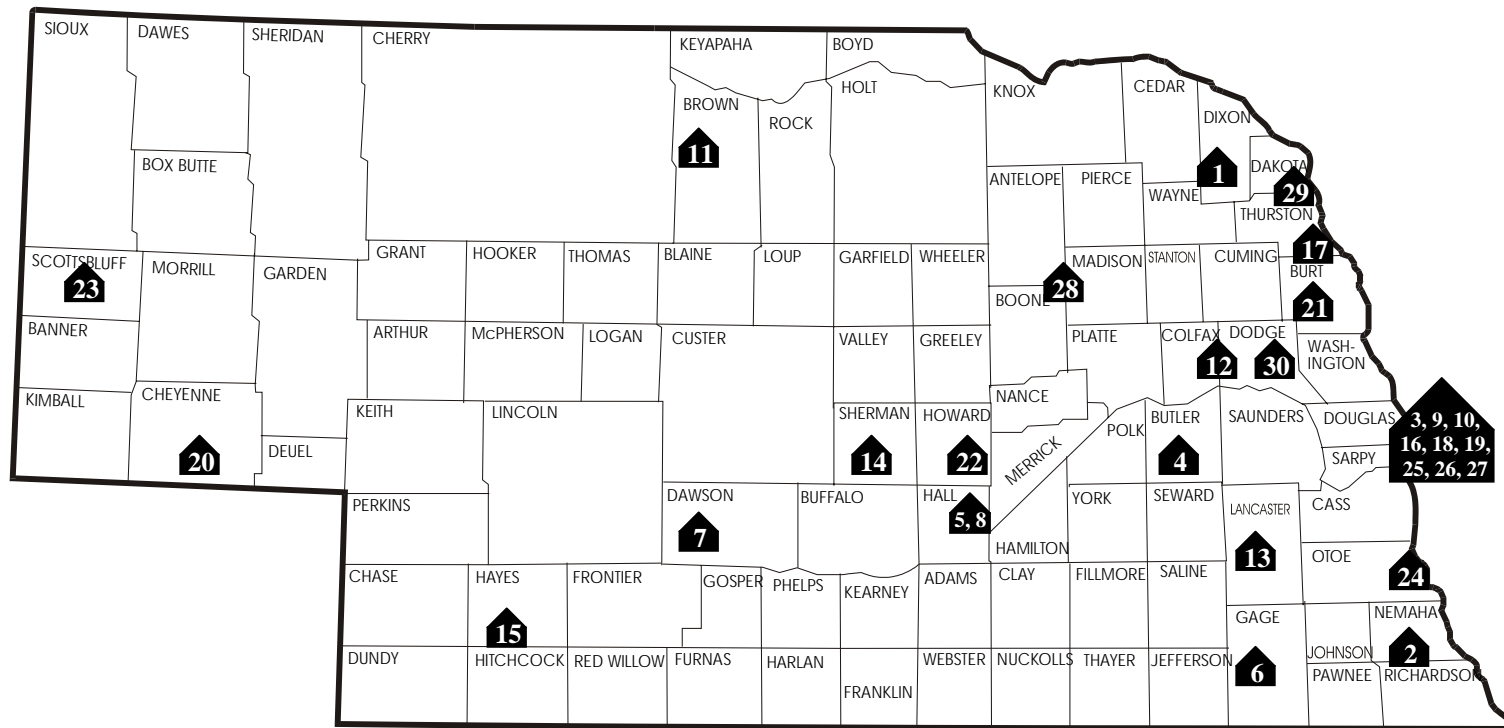 SIOUX
DAWES
SHERIDAN
CHERRY
KEYAPAHA
BOYD
KNOX
CEDAR
DIXON
BROWN
ROCK
HOLT
11
BOX BUTTE
ANTELOPE
PIERCE
WAYNE
1
DAKOTA
29
THURSTON
17
SCOTTSBLUFF
23
MORRILL
GARDEN
GRANT
HOOKER
THOMAS
BLAINE
LOUP
GARFIELD
WHEELER
BOONE
28
MADISON
STANTON
CUMING
BURT
21
BANNER
ARTHUR
McPHERSON
LOGAN
CUSTER
VALLEY
GREELEY
PLATTE
COLFAX
12
DODGE
30
WASH-
INGTON
KIMBALL
CHEYENNE
20
DEUEL
KEITH
LINCOLN
SHERMAN
14
HOWARD
22
NANCE
MERRICK
POLK
BUTLER
4
SAUNDERS
DOUGLAS
SARPY
3, 9, 10,
16, 18, 19,
25, 26, 27
PERKINS
DAWSON
7
BUFFALO
HALL
5, 8
HAMILTON
YORK
SEWARD
LANCASTER
13
CASS
OTOE
24
CHASE
HAYES
15
FRONTIER
GOSPER
PHELPS
KEARNEY
ADAMS
CLAY
FILLMORE
SALINE
GAGE
6
JOHNSON
NEMAHA
2
DUNDY
HITCHCOCK
RED WILLOW
FURNAS
HARLAN
FRANKLIN
WEBSTER
NUCKOLLS
THAYER
JEFFERSON
PAWNEE
RICHARDSON